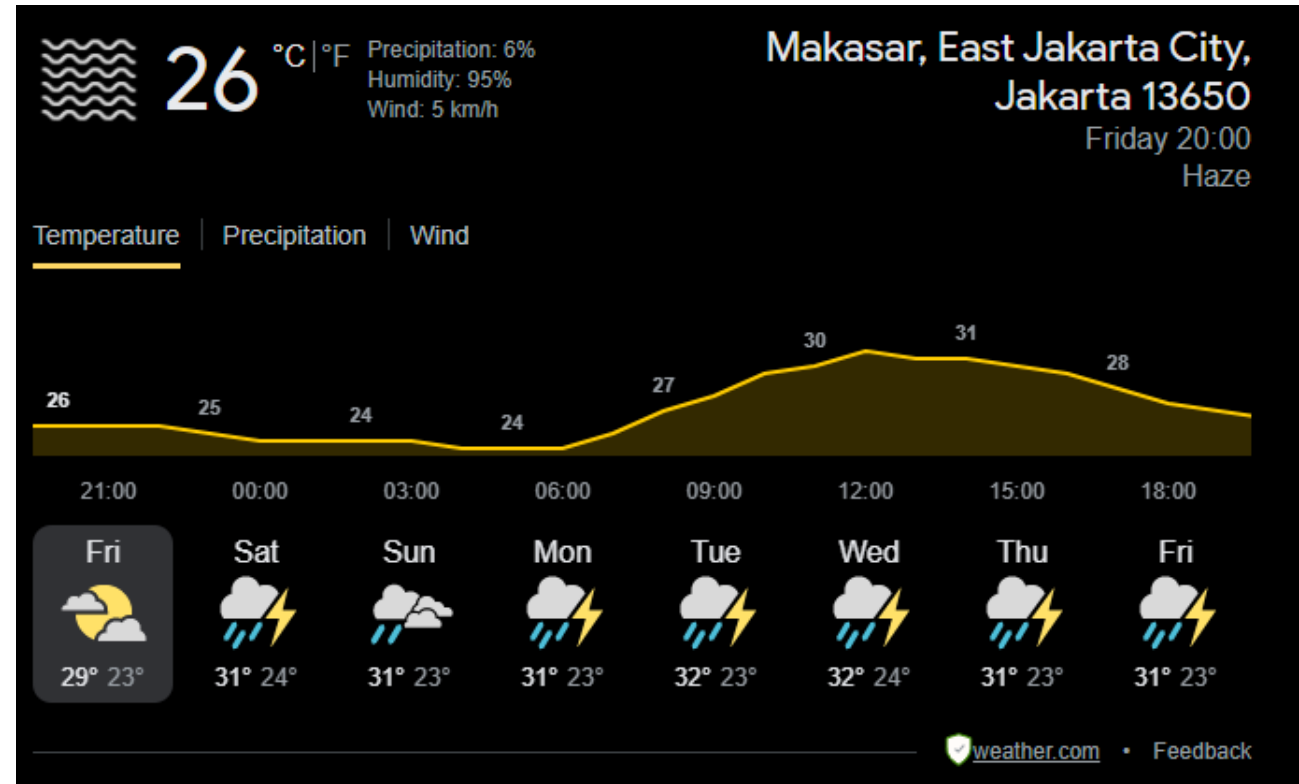 26 °C|°F
Precipitation: 6%
Humidity: 95%
Wind: 5 km/h
Makasar, East Jakarta City,
Jakarta 13650
Friday 20:00
Haze
Temperature | Precipitation | Wind
26 25 24 24 27 30 31 28
21:00 00:00 03:00 06:00 09:00 12:00 15:00 18:00
Fri Sat Sun Mon Tue Wed Thu Fri
29° 23° 31° 24° 31° 23° 31° 23° 32° 23° 32° 24° 31° 23° 31° 23°
weather.com • Feedback